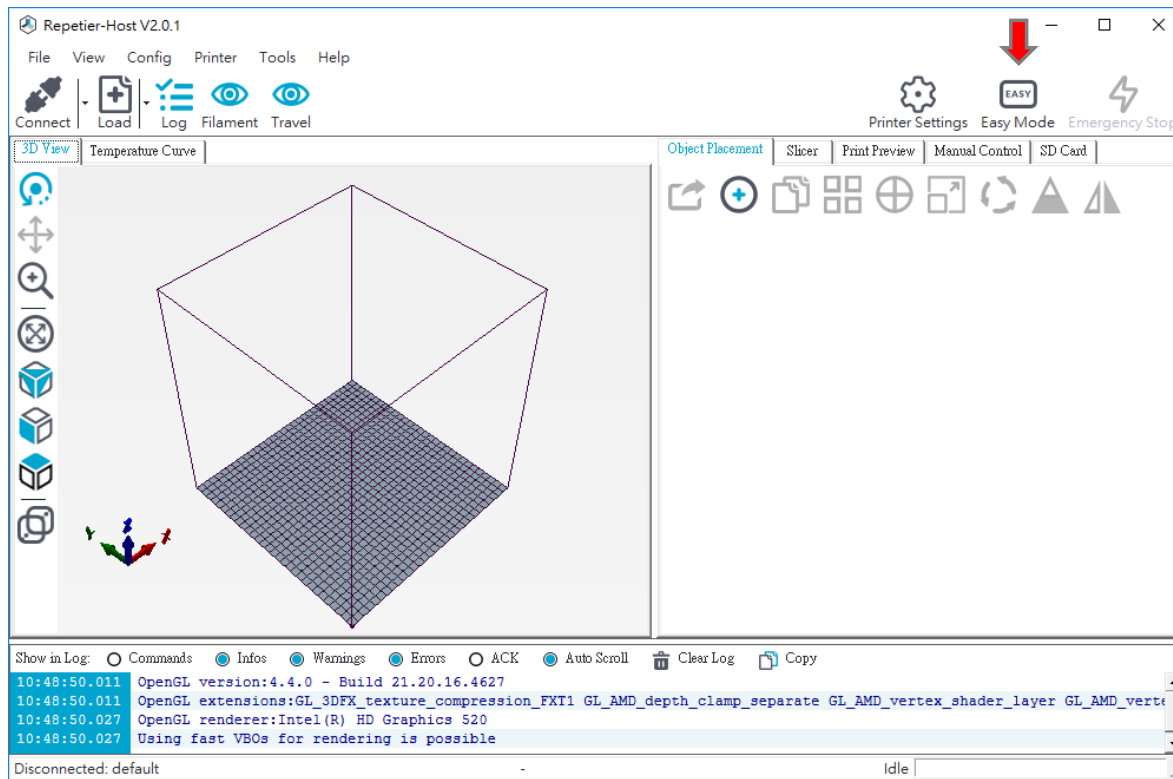 Repetier-Host V2.0.1
File View Config Printer Tools Help
EASY
Connect Load Log Filament Travel Printer Settings Easy Mode Emergency Stop
3D View Temperature Curve Object Placement Slicer Print Preview Manual Control SD Card
Y Z X
Show in Log: Commands Infos Warnings Errors ACK Auto Scroll Clear Log Copy
10:48:50.011 OpenGL version:4.4.0 - Build 21.20.16.4627
10:48:50.011 OpenGL extensions:GL_3DFX_texture_compression_FXT1 GL_AMD_depth_clamp_separate GL_AMD_vertex_shader_layer GL_AMD_verte
10:48:50.027 OpenGL renderer:Intel(R) HD Graphics 520
10:48:50.027 Using fast VBOs for rendering is possible
Disconnected: default - Idle